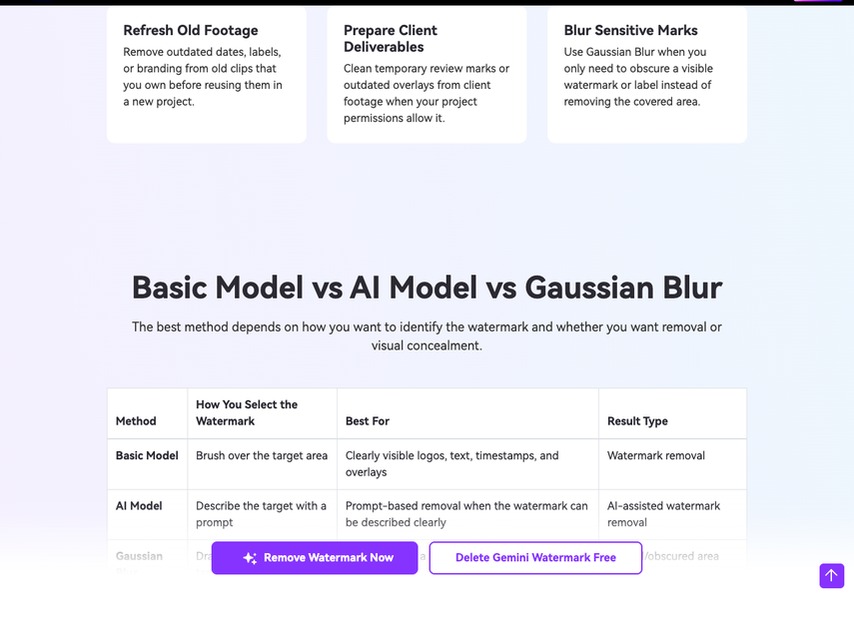 Refresh Old Footage
Remove outdated dates, labels,
or branding from old clips that
you own before reusing them in
a new project.
Prepare Client
Deliverables
Clean temporary review marks or
outdated overlays from client
footage when your project
permissions allow it.
Blur Sensitive Marks
Use Gaussian Blur when you
only need to obscure a visible
watermark or label instead of
removing the covered area.
Basic Model vs AI Model vs Gaussian Blur
The best method depends on how you want to identify the watermark and whether you want removal or
visual concealment.
Method
How You Select the
Watermark
Best For
Result Type
Basic Model
Brush over the target area
Clearly visible logos, text, timestamps, and
overlays
Watermark removal
AI Model
Describe the target with a
prompt
Prompt-based removal when the watermark can
be described clearly
AI-assisted watermark
removal
Gaussian
/obscured area
Remove Watermark Now
Delete Gemini Watermark Free